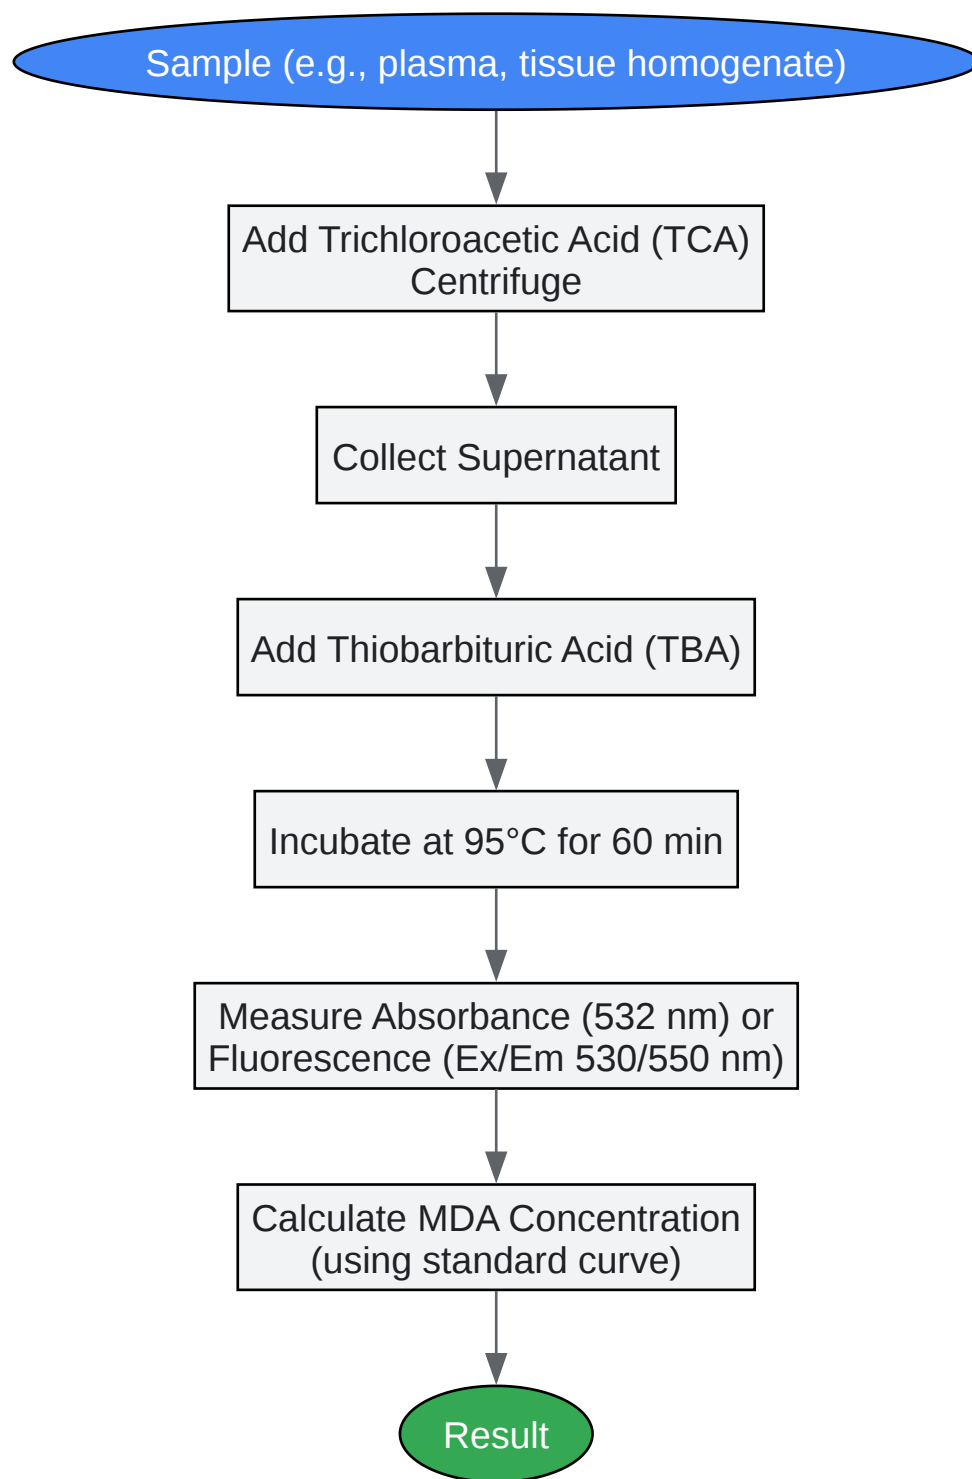 Sample (e.g., plasma, tissue homogenate)
Add Trichloroacetic Acid (TCA)
Centrifuge
Collect Supernatant
Add Thiobarbituric Acid (TBA)
Incubate at 95°C for 60 min
Measure Absorbance (532 nm) or
Fluorescence (Ex/Em 530/550 nm)
Calculate MDA Concentration
(using standard curve)
Result